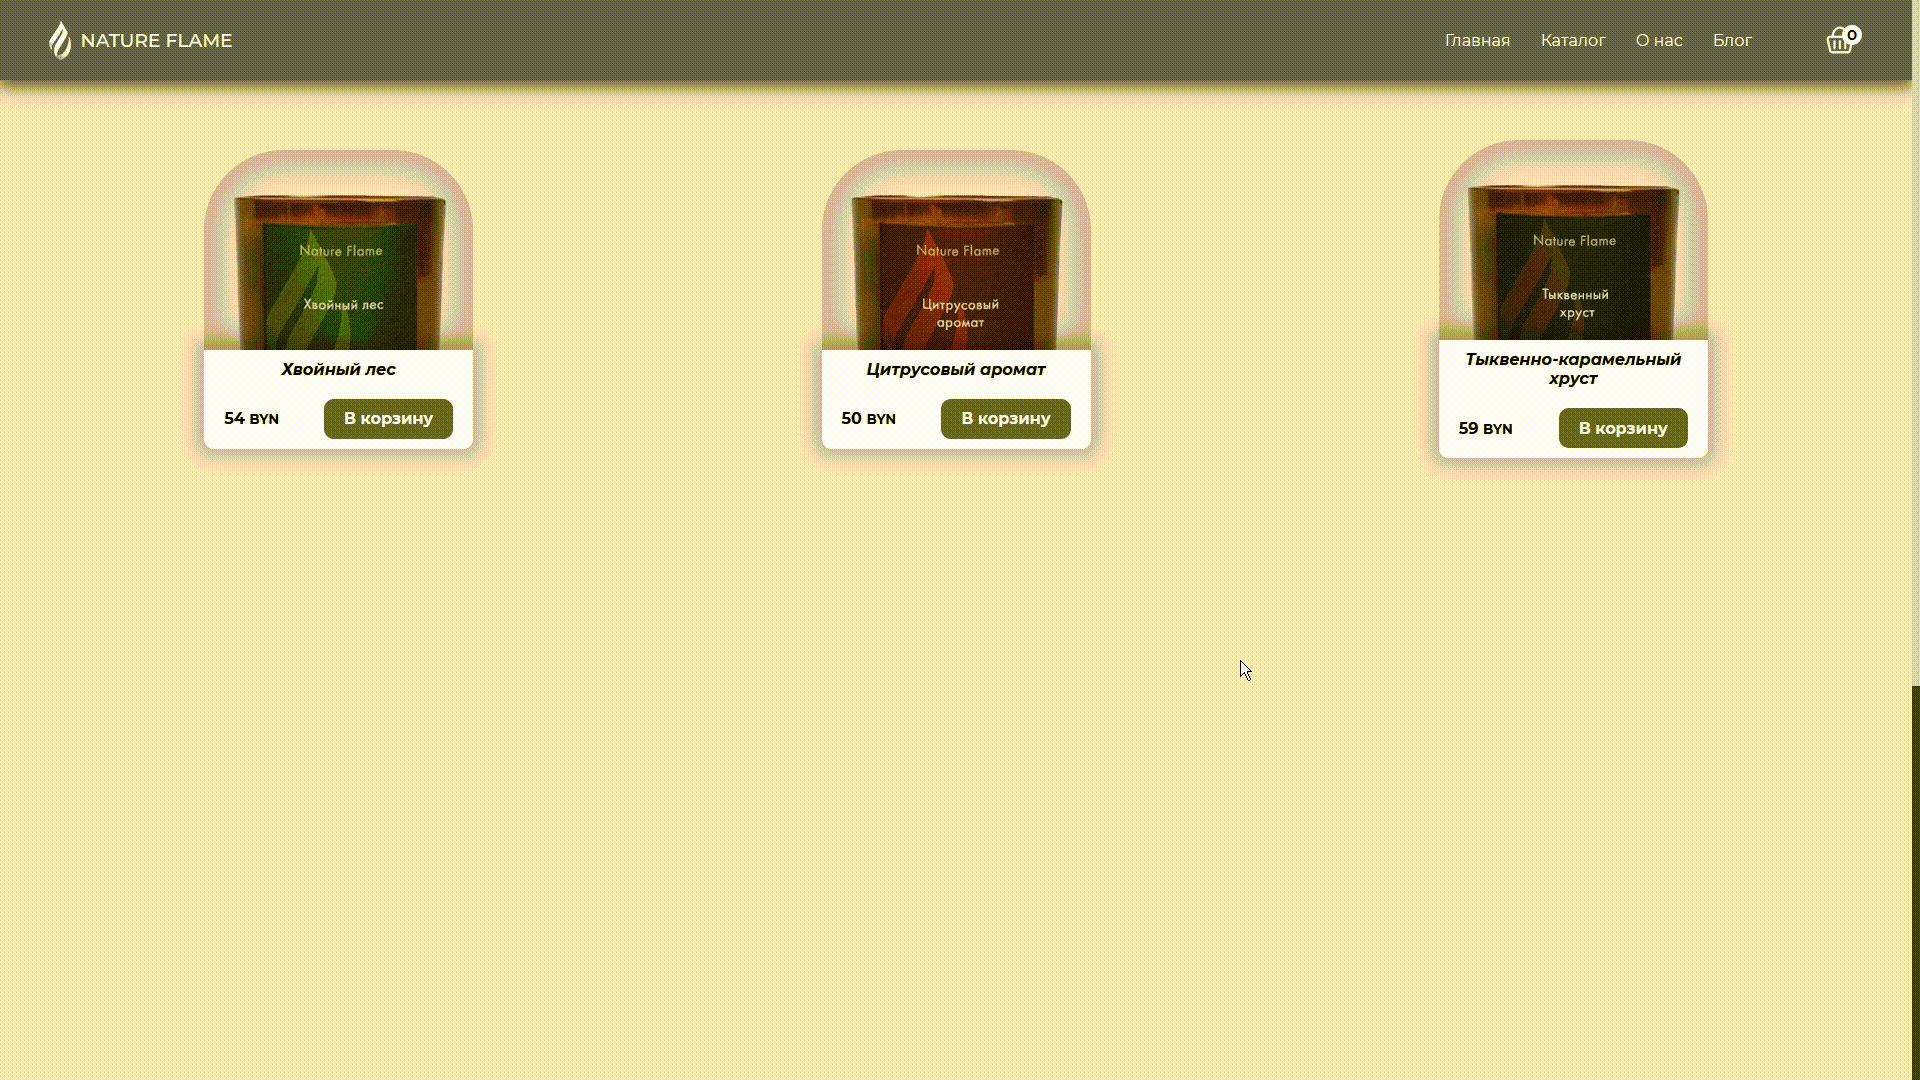 NATURE FLAME
Главная Каталог О нас Блог
0
Nature Flame
Хвойный лес
Хвойный лес
54 BYN
В корзину
Nature Flame
Цитрусовый
аромат
Цитрусовый аромат
50 BYN
В корзину
Nature Flame
Тыквенный
хруст
Тыквенно-карамельный
хруст
59 BYN
В корзину